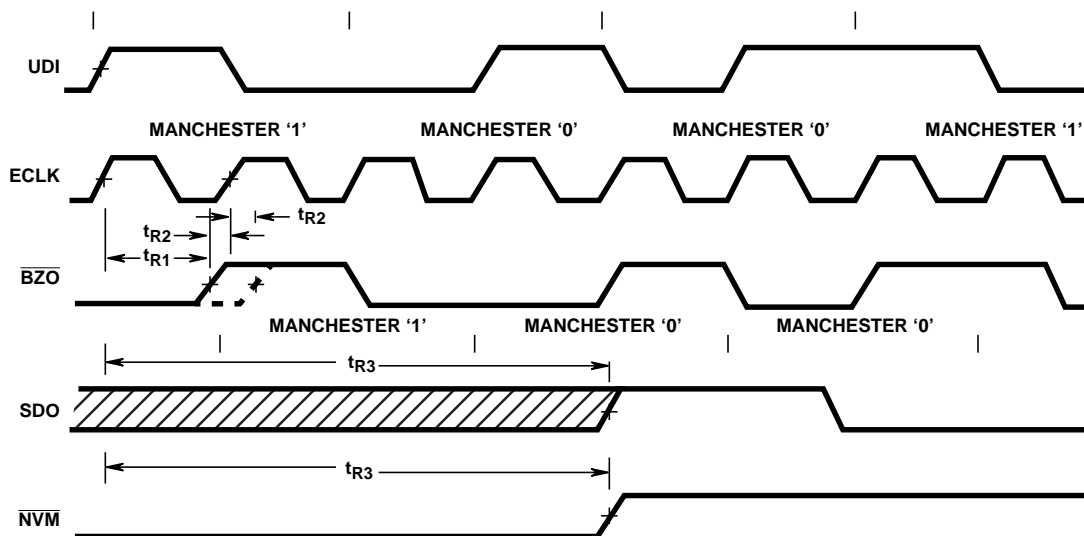 UDI
MANCHESTER ‘1’ MANCHESTER ‘0’ MANCHESTER ‘0’ MANCHESTER ‘1’
ECLK
tR2
tR2
tR1
BZO
MANCHESTER ‘1’ MANCHESTER ‘0’ MANCHESTER ‘0’
tR3
SDO
tR3
NVM